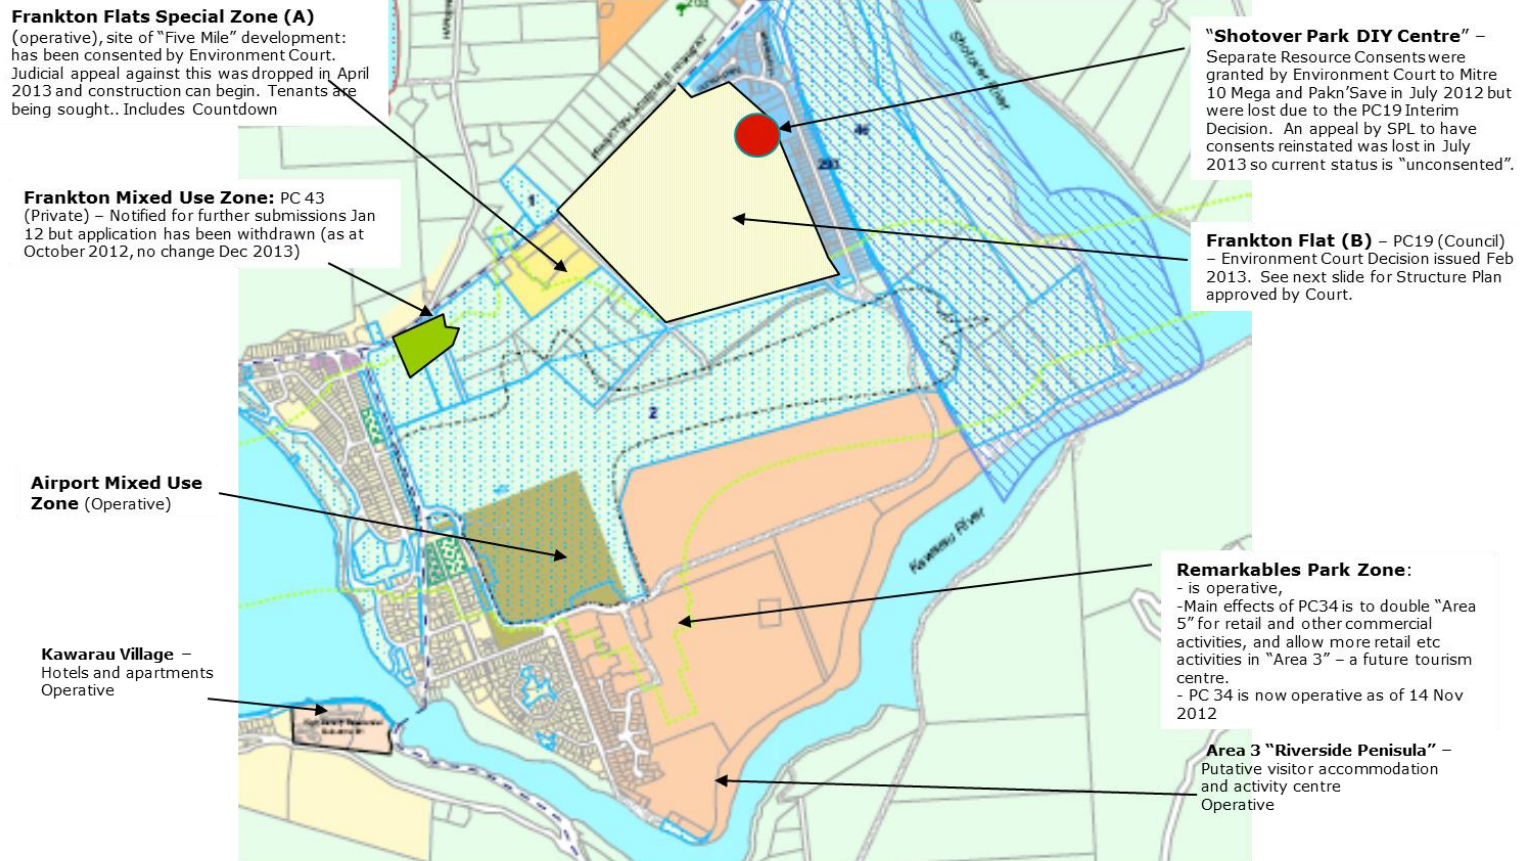 Frankton Flats Special Zone (A)
(operative), site of “Five Mile” development:
has been consented by Environment Court.
Judicial appeal against this was dropped in April
2013 and construction can begin. Tenants are
being sought.. Includes Countdown
“Shotover Park DIY Centre” –
Separate Resource Consents were
granted by Environment Court to Mitre
10 Mega and Pakn’Save in July 2012 but
were lost due to the PC19 Interim
Decision. An appeal by SPL to have
consents reinstated was lost in July
2013 so current status is “unconsented”.
Shotover River
46
Frankton Mixed Use Zone: PC 43
(Private) – Notified for further submissions Jan
12 but application has been withdrawn (as at
October 2012, no change Dec 2013)
1
Frankton Flat (B) – PC19 (Council)
– Environment Court Decision issued Feb
2013. See next slide for Structure Plan
approved by Court.
2
Airport Mixed Use
Zone (Operative)
Kawarau River
Remarkables Park Zone:
- is operative,
-Main effects of PC34 is to double “Area
5” for retail and other commercial
activities, and allow more retail etc
activities in “Area 3” – a future tourism
centre.
- PC 34 is now operative as of 14 Nov
2012
Kawarau Village –
Hotels and apartments
Operative
Area 3 “Riverside Penisula” –
Putative visitor accommodation
and activity centre
Operative